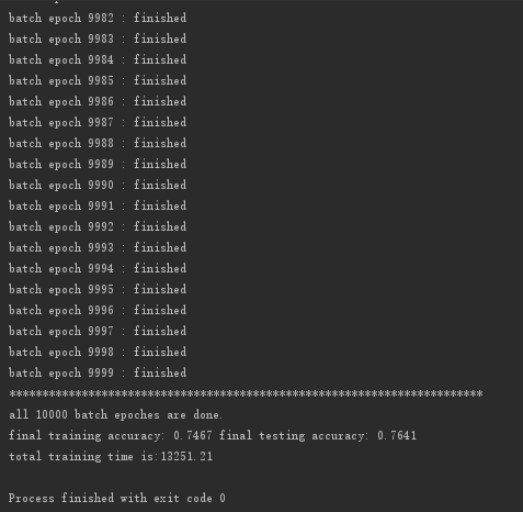 batch epoch 9982 : finished
batch epoch 9983 : finished
batch epoch 9984 : finished
batch epoch 9985 : finished
batch epoch 9986 : finished
batch epoch 9987 : finished
batch epoch 9988 : finished
batch epoch 9989 : finished
batch epoch 9990 : finished
batch epoch 9991 : finished
batch epoch 9992 : finished
batch epoch 9993 : finished
batch epoch 9994 : finished
batch epoch 9995 : finished
batch epoch 9996 : finished
batch epoch 9997 : finished
batch epoch 9998 : finished
batch epoch 9999 : finished
************************************************************************
all 10000 batch epoches are done.
final training accuracy: 0.7467 final testing accuracy: 0.7641
total training time is:13251.21
Process finished with exit code 0